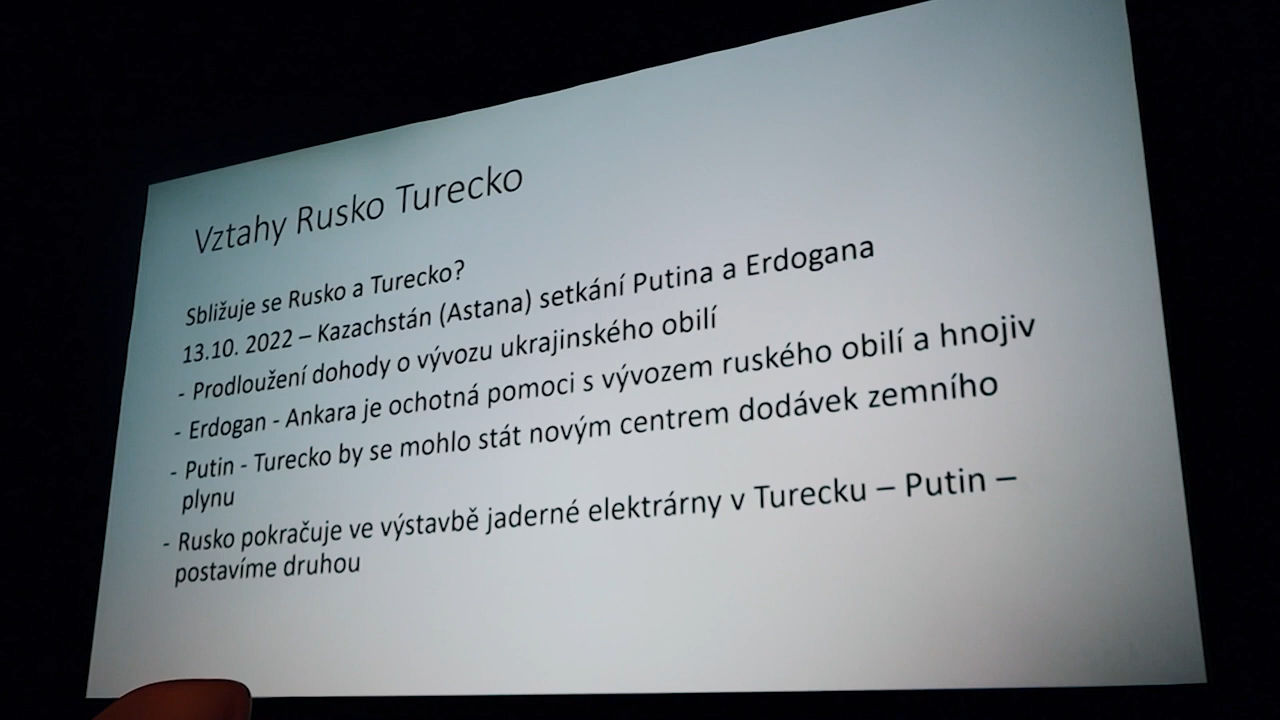 Vztahy Rusko Turecko
Sbližuje se Rusko a Turecko?
13.10. 2022 – Kazachstán (Astana) setkání Putina a Erdogana
- Prodloužení dohody o vývozu ukrajinského obilí
- Erdogan - Ankara je ochotná pomoci s vývozem ruského obilí a hnojiv
- Putin - Turecko by se mohlo stát novým centrem dodávek zemního
plynu
- Rusko pokračuje ve výstavbě jaderné elektrárny v Turecku – Putin –
postavíme druhou